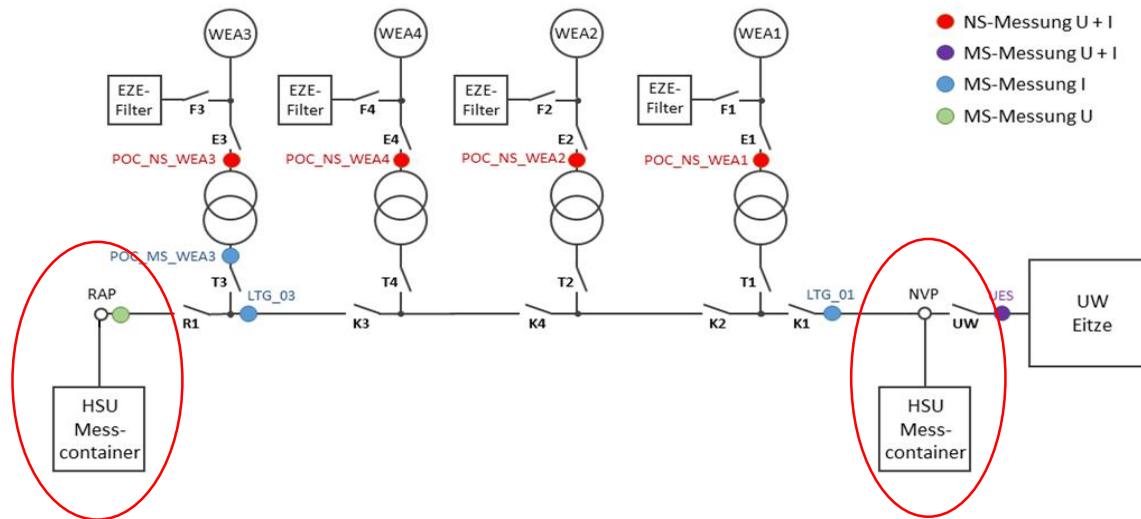 WEA3
WEA4
WEA2
WEA1
NS-Messung U + I
MS-Messung U + I
MS-Messung I
MS-Messung U
EZE-
Filter
F3
EZE-
Filter
F4
EZE-
Filter
F2
EZE-
Filter
F1
E3
E4
E2
E1
POC_NS_WEA3
POC_NS_WEA4
POC_NS_WEA2
POC_NS_WEA1
POC_MS_WEA3
T3
T4
T2
T1
RAP
LTG_03
LTG_01
NVP
UES
R1
K3
K4
K2
K1
UW
UW
Eitze
HSU
Mess-
container
HSU
Mess-
container